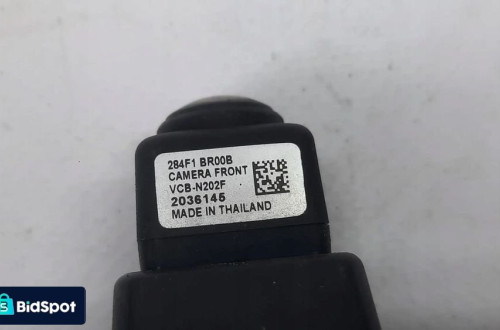 284F1 BR00B
CAMERA FRONT
VCB-N202F
2036145
MADE IN THAILAND
S BidSpot